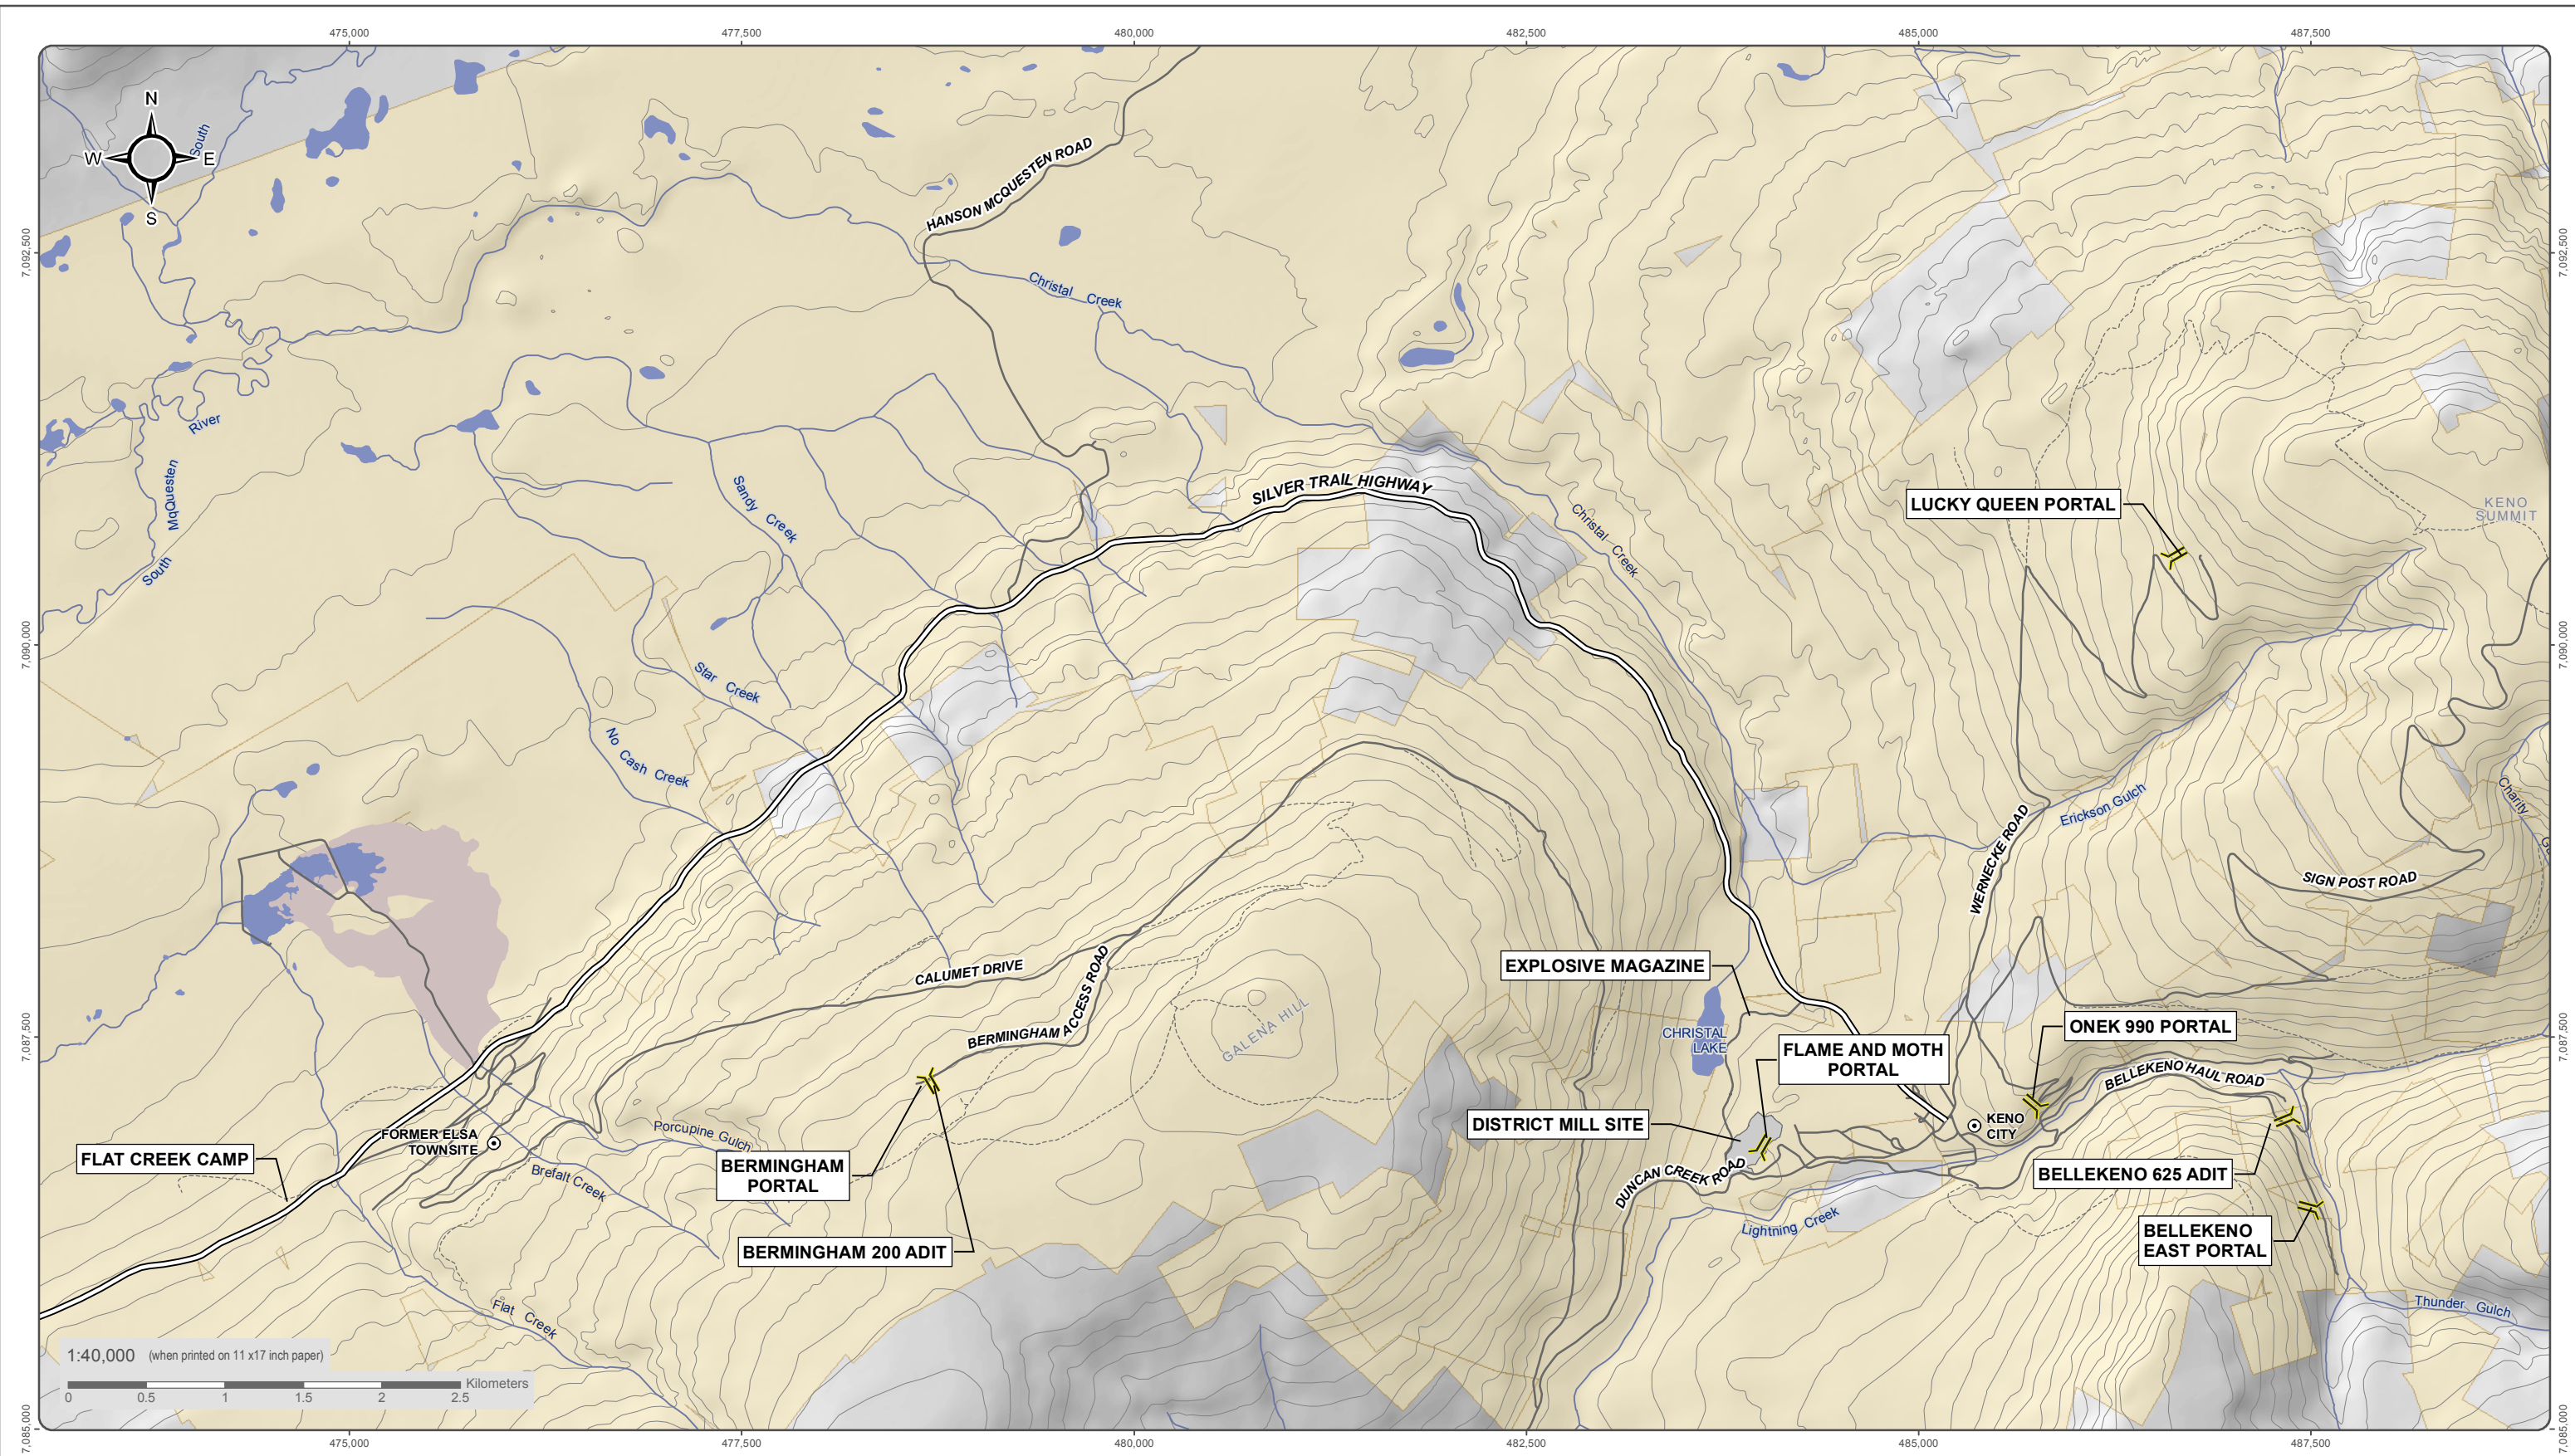 475,000
477,500
480,000
482,500
485,000
487,500
N
W
E
S
South
HANSON MCQUESTEN ROAD
7,092,500
7,092,500
Christal Creek
River
McQuesten
South
Sandy Creek
SILVER TRAIL HIGHWAY
Christal Creek
LUCKY QUEEN PORTAL
KENO
SUMMIT
7,090,000
7,090,000
Star Creek
No Cash Creek
Erickson Gulch
Charity
WERNECKE ROAD
SIGN POST ROAD
CALUMET DRIVE
BERMINGHAM ACCESS ROAD
GALENA HILL
EXPLOSIVE MAGAZINE
CHRISTAL
LAKE
ONEK 990 PORTAL
7,087,500
7,087,500
FLAME AND MOTH
PORTAL
BELLEKENO HAUL ROAD
DISTRICT MILL SITE
KENO
CITY
FORMER ELSA
TOWNSITE
FLAT CREEK CAMP
Porcupine Gulch
Brefalt Creek
BERMINGHAM
PORTAL
DUNCAN CREEK ROAD
BELLEKENO 625 ADIT
Lightning Creek
BERMINGHAM 200 ADIT
BELLEKENO
EAST PORTAL
Flat Creek
Thunder Gulch
1:40,000 (when printed on 11 x17 inch paper)
Kilometers
0 0.5 1 1.5 2 2.5
7,085,000
7,085,000
475,000
477,500
480,000
482,500
485,000
487,500